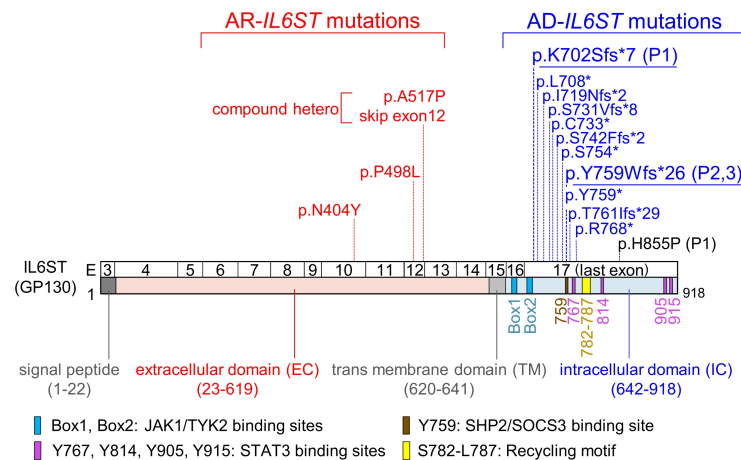 AR-IL6ST mutations
AD-IL6ST mutations
p.K702Sfs*7 (P1)
p.L708*
p.I719Nfs*2
p.S731Vfs*8
p.C733*
p.S742Ffs*2
p.S754*
p.Y759Wfs*26 (P2,3)
p.Y759*
p.T761Ifs*29
p.R768*
p.H855P (P1)
compound hetero
p.A517P
skip exon12
p.P498L
p.N404Y
IL6ST
(GP130)
E 3 4 5 6 7 8 9 10 11 12 13 14 15 16 17 (last exon)
1
918
Box1
Box2
759
767
782-787
814
905
915
signal peptide
(1-22)
extracellular domain (EC)
(23-619)
trans membrane domain (TM)
(620-641)
intracellular domain (IC)
(642-918)
Box1, Box2: JAK1/TYK2 binding sites
Y759: SHP2/SOCS3 binding site
Y767, Y814, Y905, Y915: STAT3 binding sites
S782-L787: Recycling motif